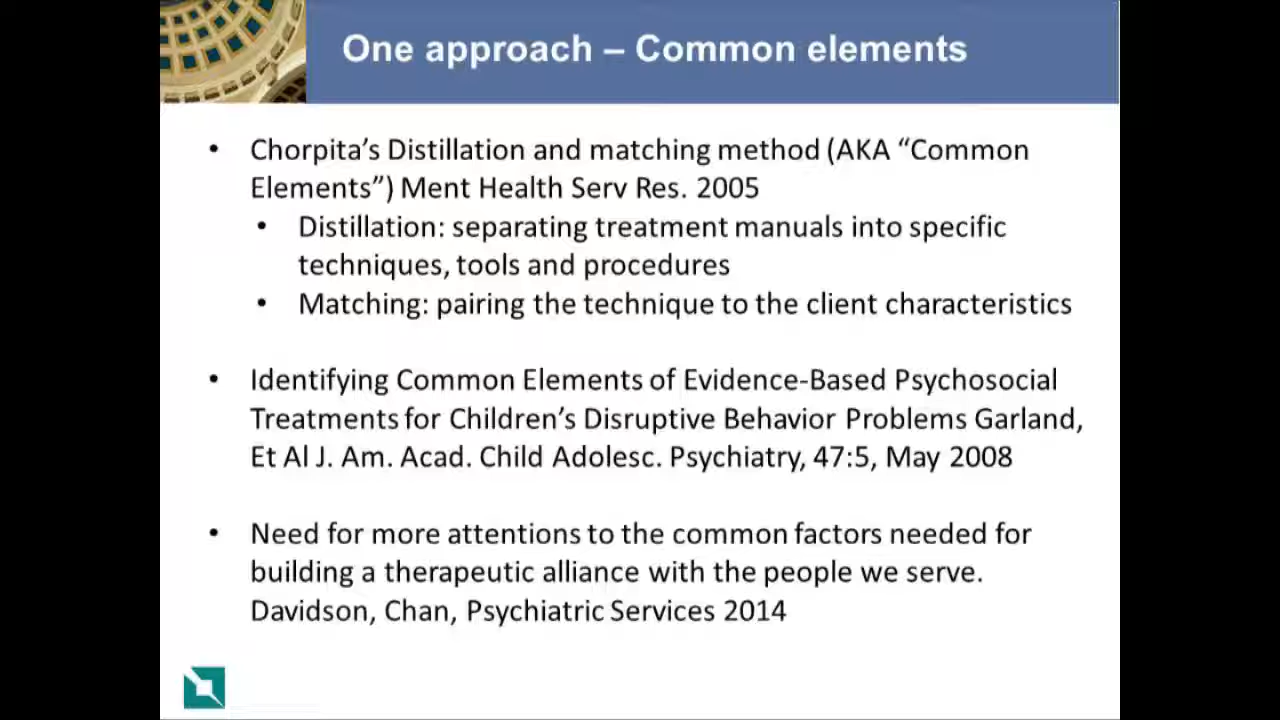 One approach – Common elements
• Chorpita’s Distillation and matching method (AKA “Common
Elements”) Ment Health Serv Res. 2005
• Distillation: separating treatment manuals into specific
techniques, tools and procedures
• Matching: pairing the technique to the client characteristics
• Identifying Common Elements of Evidence-Based Psychosocial
Treatments for Children’s Disruptive Behavior Problems Garland,
Et Al J. Am. Acad. Child Adolesc. Psychiatry, 47:5, May 2008
• Need for more attentions to the common factors needed for
building a therapeutic alliance with the people we serve.
Davidson, Chan, Psychiatric Services 2014